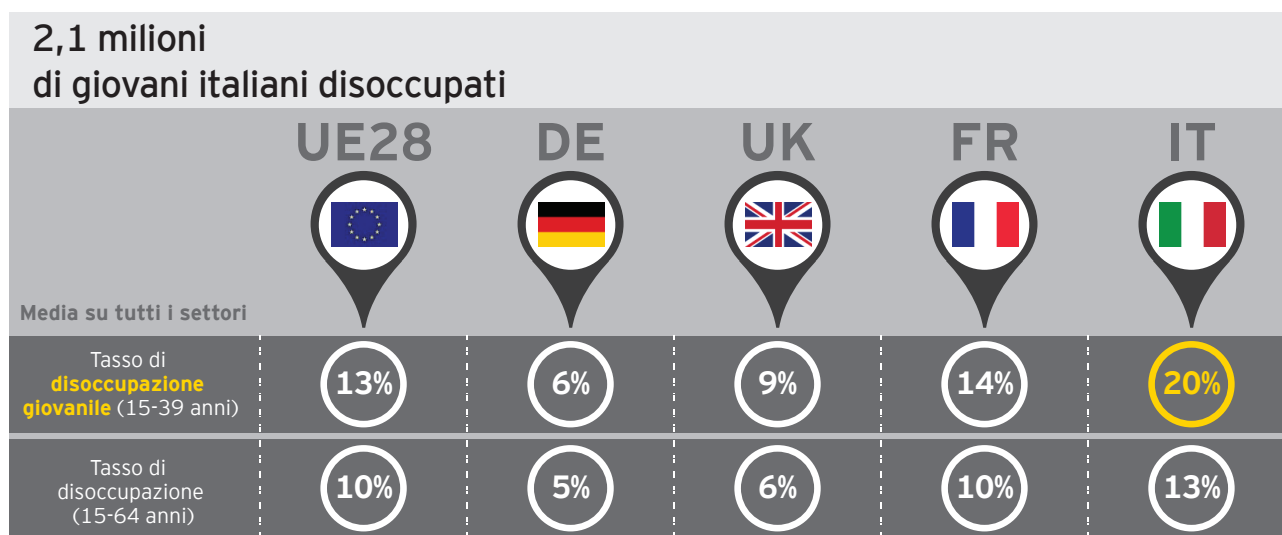 2,1 milioni
di giovani italiani disoccupati
UE28 DE UK FR IT
Media su tutti i settori
Tasso di
disoccupazione
giovanile (15-39 anni)
13% 6% 9% 14% 20%
Tasso di
disoccupazione
(15-64 anni)
10% 5% 6% 10% 13%